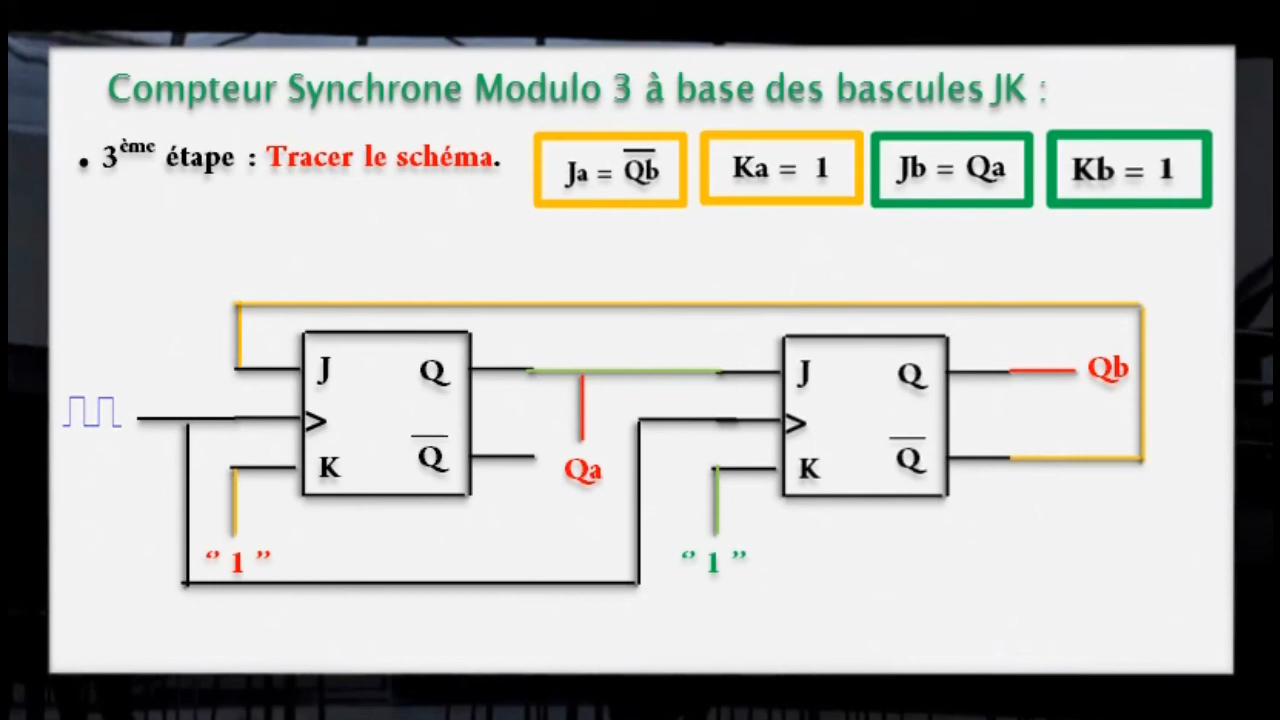 Compteur Synchrone Modulo 3 à base des bascules JK :
• 3ème étape : Tracer le schéma.
Ja = Q̅b̅
Ka = 1
Jb = Qa
Kb = 1
J Q
>
K Q̅
Qa
“ 1 ”
J Q
>
K Q̅
Qb
“ 1 ”